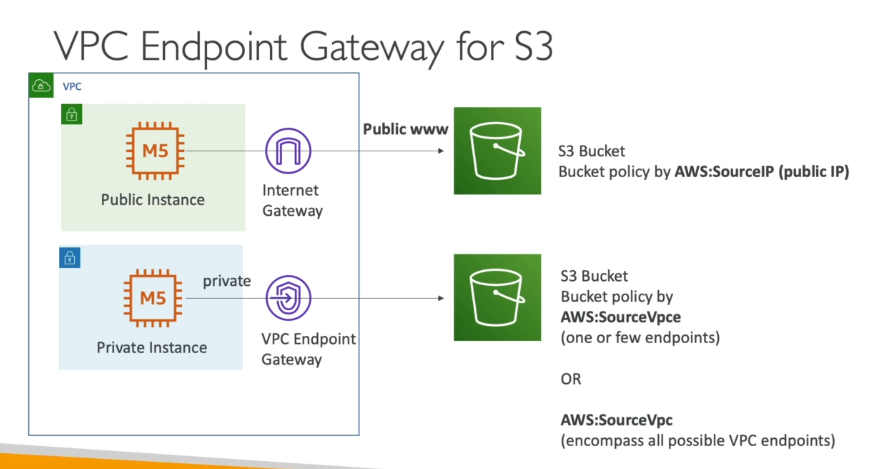 VPC Endpoint Gateway for S3
VPC
M5
Public Instance
Internet
Gateway
Public www
S3 Bucket
Bucket policy by AWS:SourceIP (public IP)
M5
Private Instance
private
VPC Endpoint
Gateway
S3 Bucket
Bucket policy by
AWS:SourceVpce
(one or few endpoints)
OR
AWS:SourceVpc
(encompass all possible VPC endpoints)